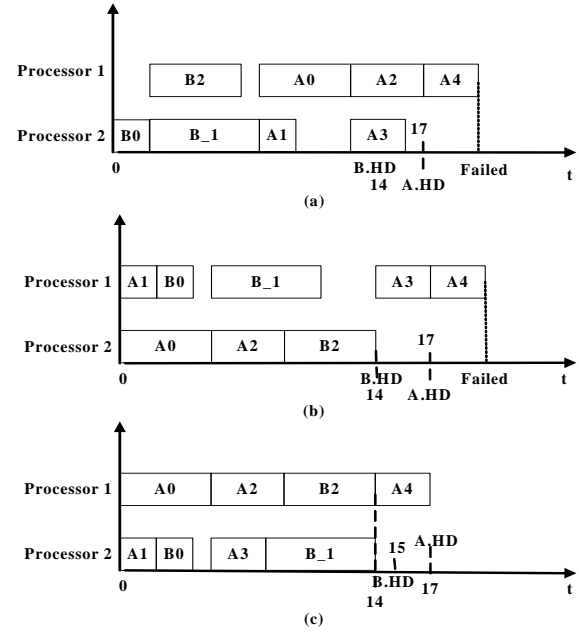 Processor 1
B2 A0 A2 A4
Processor 2
B0 B_1 A1 A3 17
0 B.HD A.HD Failed t
14
(a)
Processor 1
A1 B0 B_1 A3 A4
Processor 2
A0 A2 B2 17
0 B.HD A.HD Failed t
14
(b)
Processor 1
A0 A2 B2 A4
Processor 2
A1 B0 A3 B_1 15 A.HD
0 B.HD 17 t
14
(c)